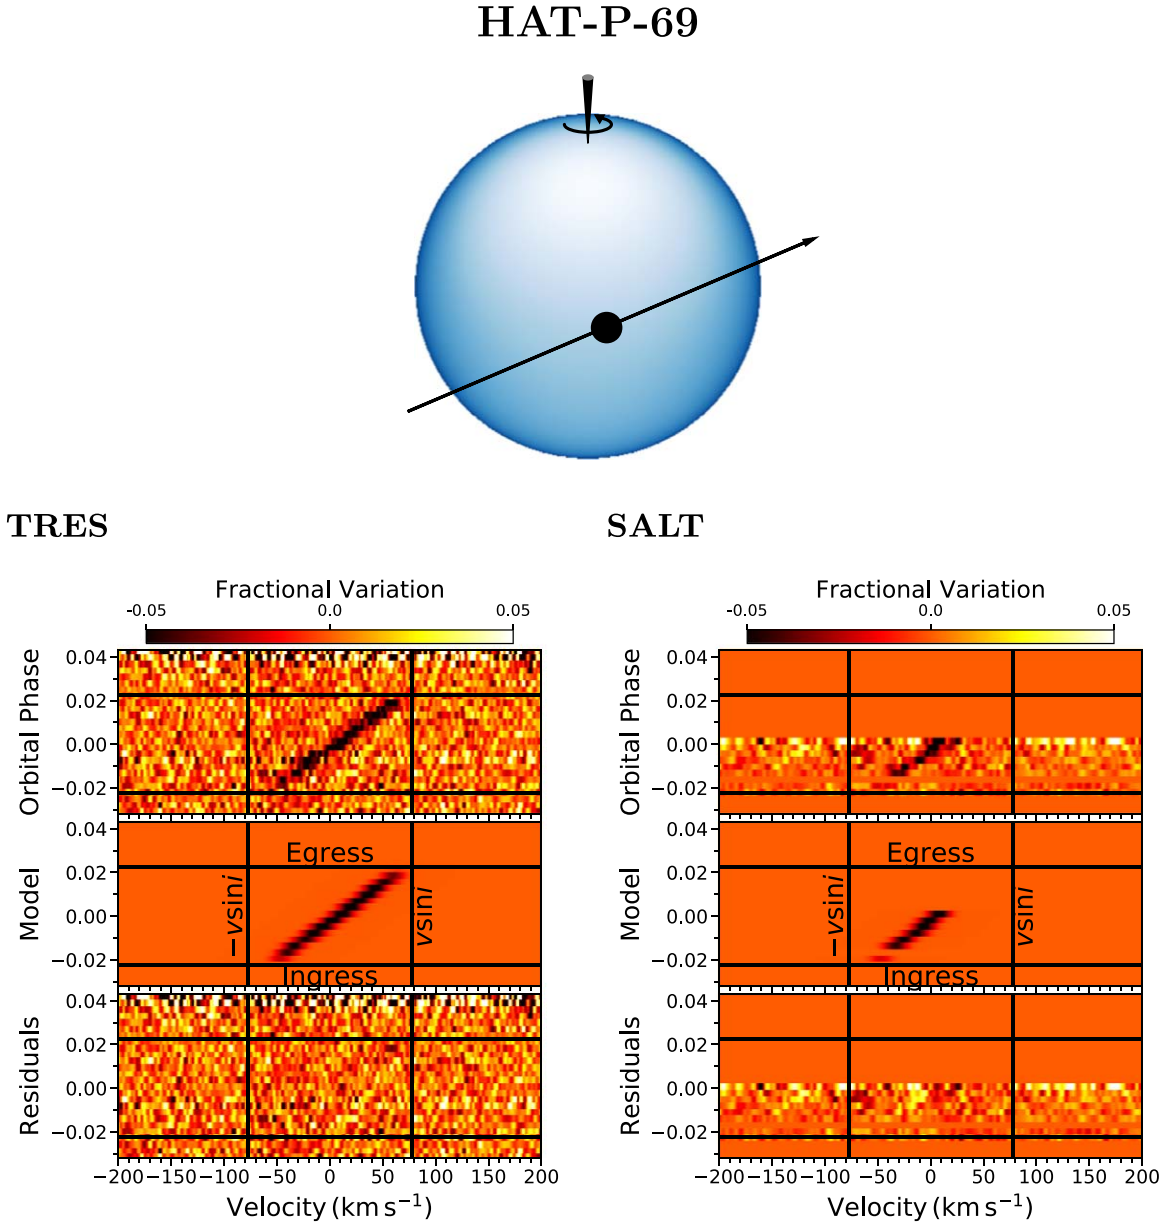 HAT-P-69
TRES
SALT
Fractional Variation
-0.05 0.0 0.05
Orbital Phase
0.04
0.02
0.00
−0.02
Model
0.04
0.02
0.00
−0.02
Egress
−vsini
vsini
Ingress
Residuals
0.04
0.02
0.00
−0.02
−200 −150 −100 −50 0 50 100 150 200
Velocity (km s⁻¹)
Fractional Variation
-0.05 0.0 0.05
Orbital Phase
0.04
0.02
0.00
−0.02
Model
0.04
0.02
0.00
−0.02
Egress
−vsini
vsini
Ingress
Residuals
0.04
0.02
0.00
−0.02
−200 −150 −100 −50 0 50 100 150 200
Velocity (km s⁻¹)